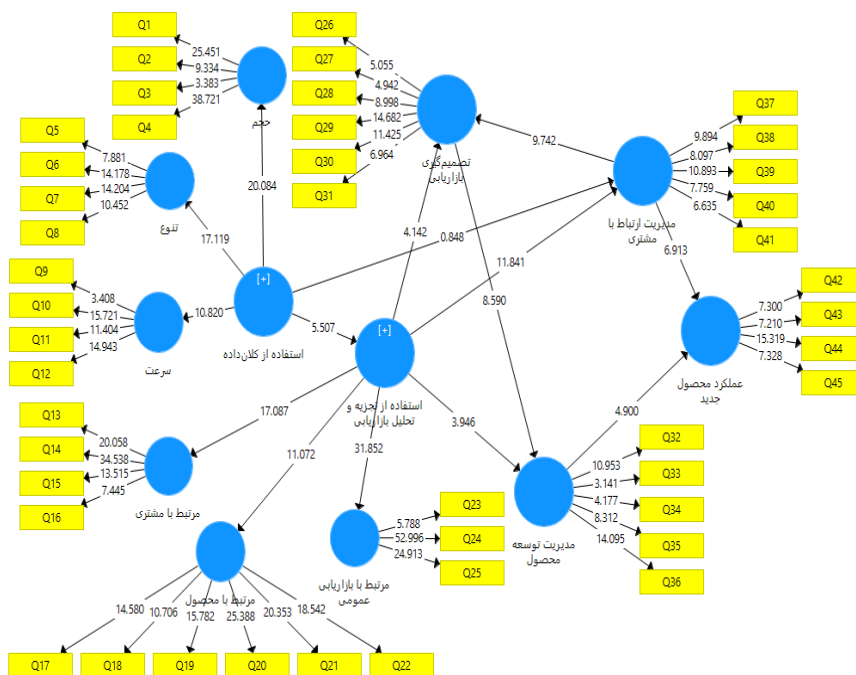 Q1
Q2
Q3
Q4
25.451
9.334
3.383
38.721
حجم
Q26
Q27
Q28
Q29
Q30
Q31
5.055
4.942
8.998
14.682
11.425
6.964
تصمیم‌گیری
بازاریابی
Q37
Q38
Q39
Q40
Q41
9.894
8.097
10.893
7.759
6.635
مدیریت ارتباط با
مشتری
9.742
Q5
Q6
Q7
Q8
7.881
14.178
14.204
10.452
تنوع
20.084
17.119
4.142
0.848
11.841
8.590
6.913
Q9
Q10
Q11
Q12
3.408
15.721
11.404
14.943
سرعت
10.820
[+]
استفاده از کلان‌داده
5.507
[+]
استفاده از تجزیه و
تحلیل بازاریابی
Q42
Q43
Q44
Q45
7.300
7.210
15.319
7.328
عملکرد محصول
جدید
17.087
11.072
31.852
3.946
4.900
Q13
Q14
Q15
Q16
20.058
34.538
13.515
7.445
مرتبط با مشتری
Q23
Q24
Q25
5.788
52.996
24.913
مرتبط با بازاریابی
عمومی
Q32
Q33
Q34
Q35
Q36
10.953
3.141
4.177
8.312
14.095
مدیریت توسعه
محصول
مرتبط با محصول
14.580
10.706
15.782
25.388
20.353
18.542
Q17
Q18
Q19
Q20
Q21
Q22